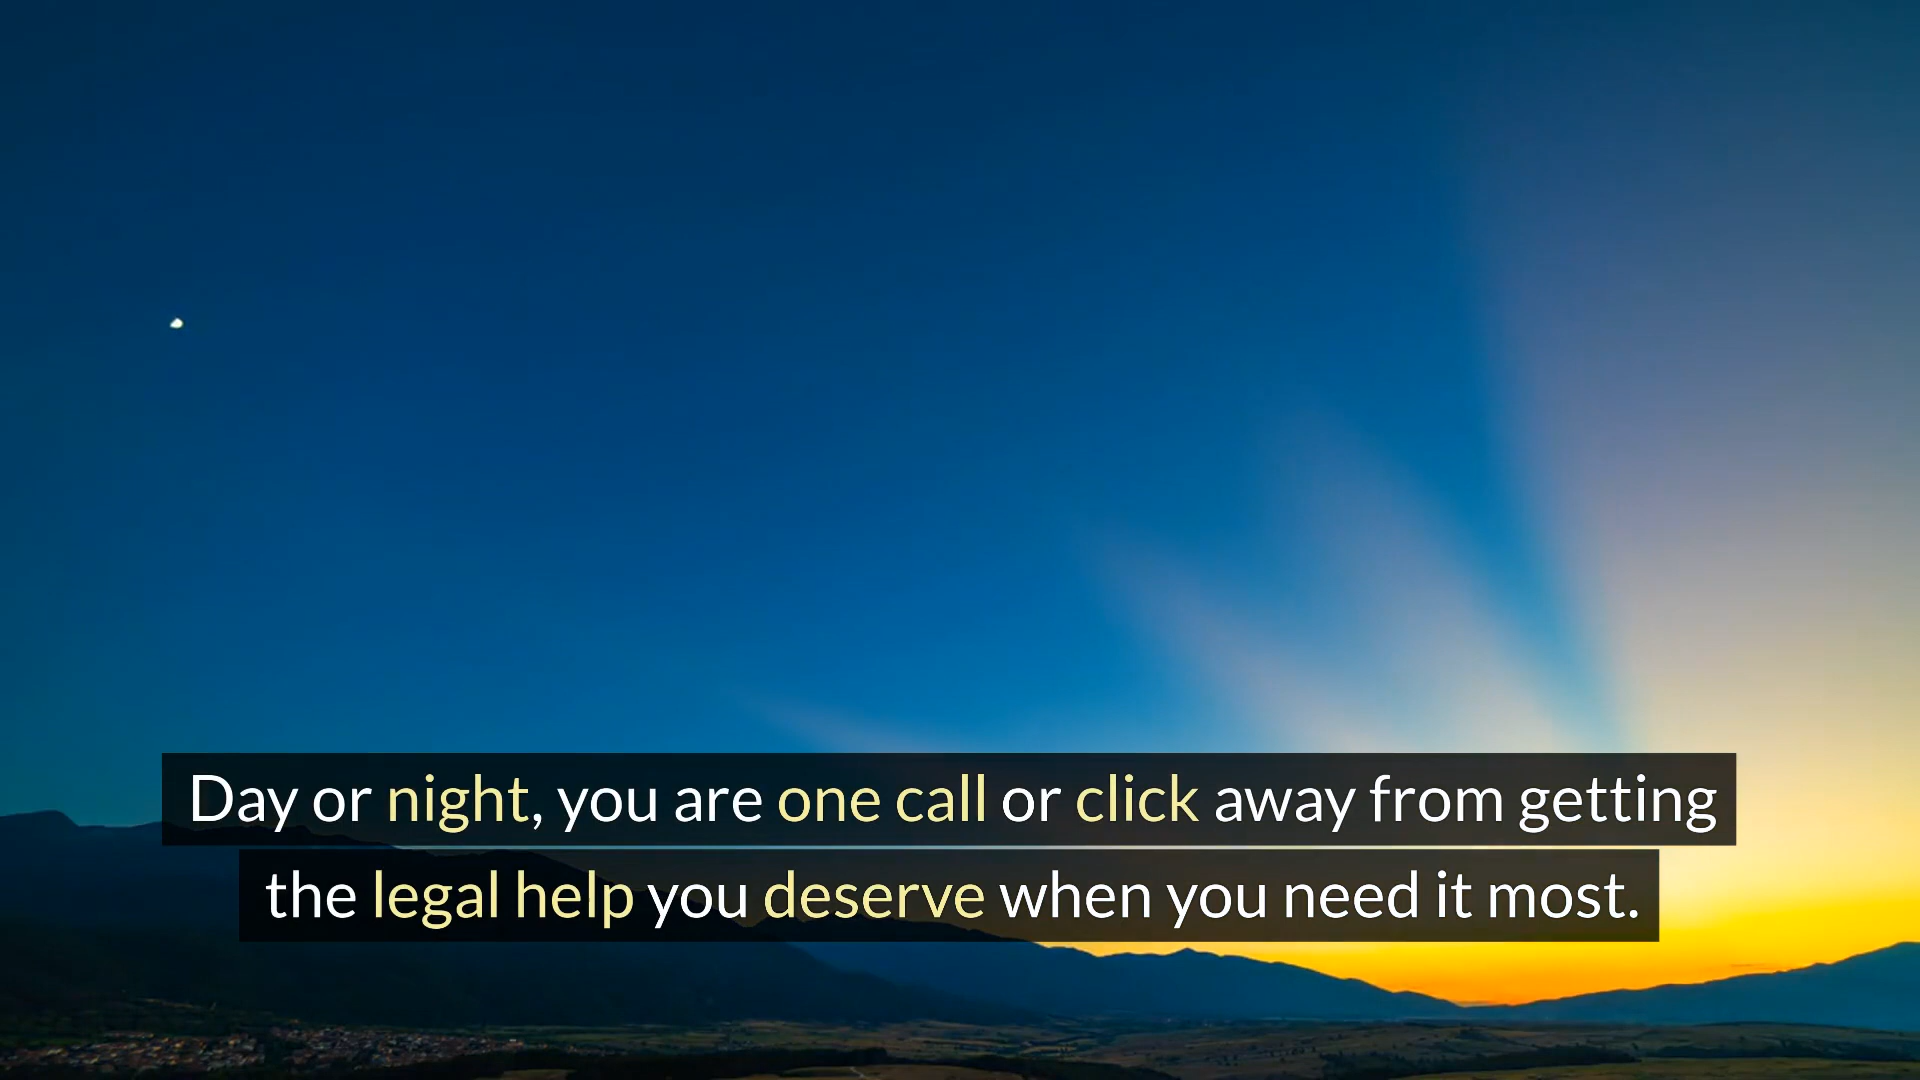 Day or night, you are one call or click away from getting
the legal help you deserve when you need it most.